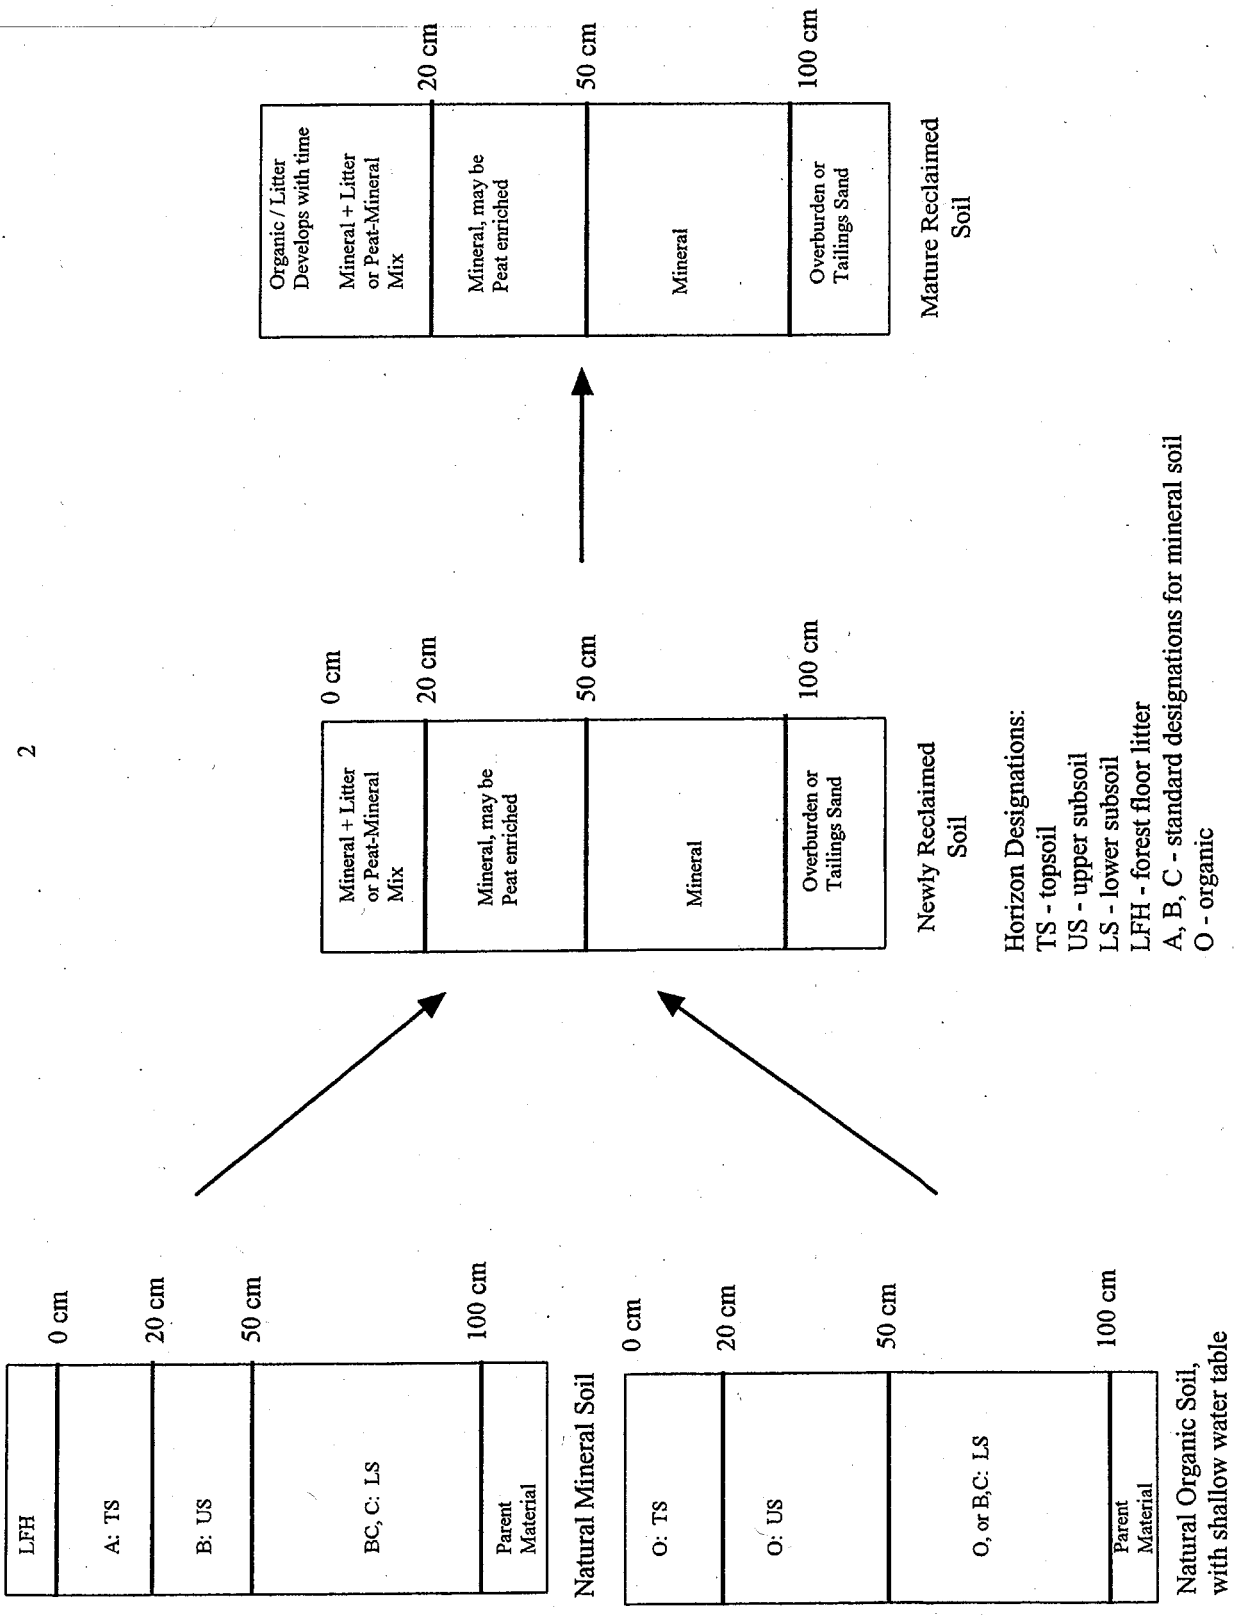 2
LFH
0 cm
A: TS
20 cm
B: US
50 cm
BC, C: LS
100 cm
Parent
Material
Natural Mineral Soil
0 cm
O: TS
20 cm
O: US
50 cm
O, or B,C: LS
100 cm
Parent
Material
Natural Organic Soil,
with shallow water table
0 cm
Mineral + Litter
or Peat-Mineral
Mix
20 cm
Mineral, may be
Peat enriched
50 cm
Mineral
100 cm
Overburden or
Tailings Sand
Newly Reclaimed
Soil
Organic / Litter
Develops with time
Mineral + Litter
or Peat-Mineral
Mix
20 cm
Mineral, may be
Peat enriched
50 cm
Mineral
100 cm
Overburden or
Tailings Sand
Mature Reclaimed
Soil
Horizon Designations:
TS - topsoil
US - upper subsoil
LS - lower subsoil
LFH - forest floor litter
A, B, C - standard designations for mineral soil
O - organic